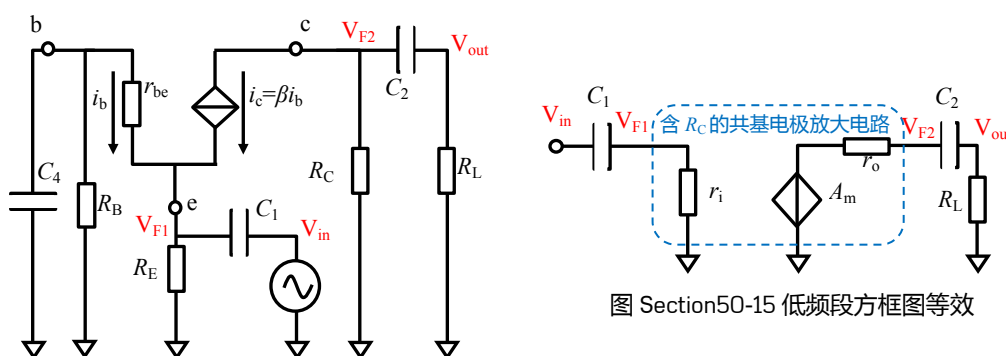 b
c
V_F2
V_out
C_2
i_b
r_be
i_c=βi_b
C_4
R_B
R_C
R_L
e
V_F1
C_1
V_in
R_E
V_in
C_1
V_F1
含 R_C 的共基电极放大电路
V_F2
C_2
V_ou
r_o
r_i
A_m
R_L
图 Section50-15 低频段方框图等效